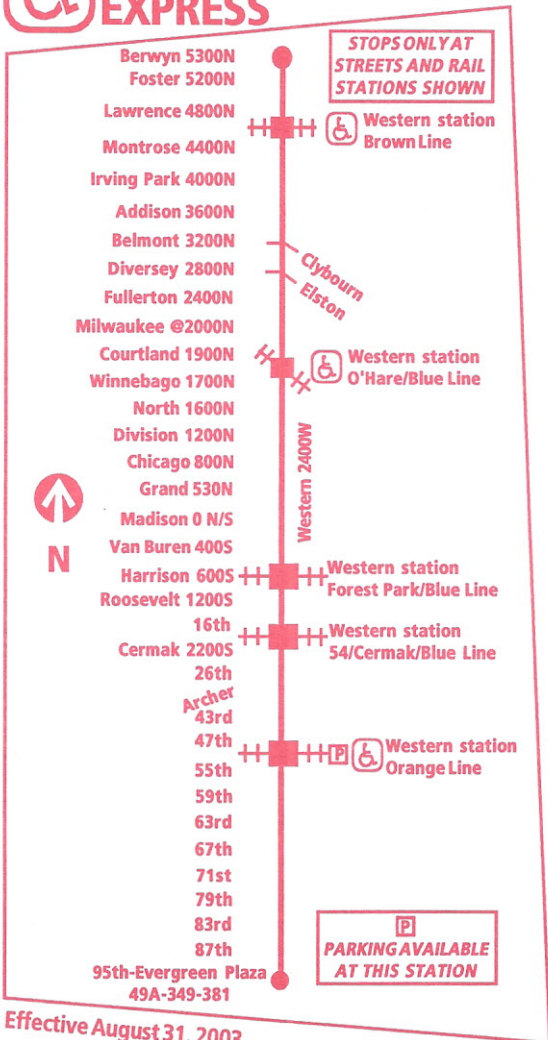 EXPRESS
STOPS ONLY AT
STREETS AND RAIL
STATIONS SHOWN
Berwyn 5300N
Foster 5200N
Lawrence 4800N
Western station
Brown Line
Montrose 4400N
Irving Park 4000N
Addison 3600N
Belmont 3200N
Clybourn
Diversey 2800N
Elston
Fullerton 2400N
Milwaukee @2000N
Courtland 1900N
Western station
O'Hare/Blue Line
Winnebago 1700N
North 1600N
Division 1200N
Chicago 800N
Western 2400W
Grand 530N
Madison 0 N/S
N
Van Buren 400S
Harrison 600S
Western station
Forest Park/Blue Line
Roosevelt 1200S
16th
Western station
54/Cermak/Blue Line
Cermak 2200S
26th
Archer
43rd
47th
P
Western station
Orange Line
55th
59th
63rd
67th
71st
79th
83rd
87th
P
PARKING AVAILABLE
AT THIS STATION
95th-Evergreen Plaza
49A-349-381
Effective August 31, 2003